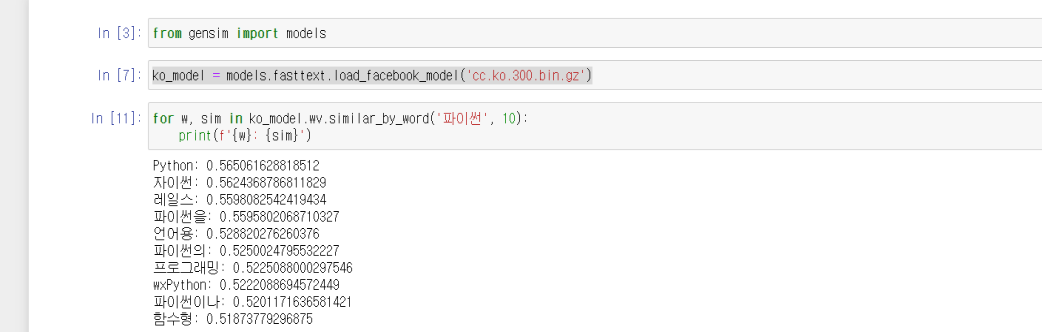 In [3]: from gensim import models
In [7]: ko_model = models.fasttext.load_facebook_model('cc.ko.300.bin.gz')
In [11]: for w, sim in ko_model.wv.similar_by_word('파이썬', 10):
    print(f'{w}: {sim}')
Python: 0.565061628818512
자이썬: 0.5624368786811829
레일스: 0.5598082542419434
파이썬을: 0.5595802068710327
언어용: 0.528820276260376
파이썬의: 0.5250024795532227
프로그래밍: 0.5225088000297546
wxPython: 0.5222088694572449
파이썬이나: 0.5201171636581421
함수형: 0.51873779296875